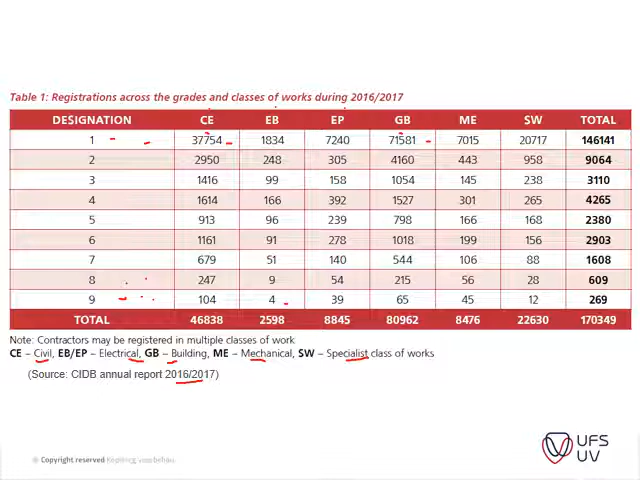 Table 1: Registrations across the grades and classes of works during 2016/2017
DESIGNATION CE EB EP GB ME SW TOTAL
1 37754 1834 7240 71581 7015 20717 146141
2 2950 248 305 4160 443 958 9064
3 1416 99 158 1054 145 238 3110
4 1614 166 392 1527 301 265 4265
5 913 96 239 798 166 168 2380
6 1161 91 278 1018 199 156 2903
7 679 51 140 544 106 88 1608
8 247 9 54 215 56 28 609
9 104 4 39 65 45 12 269
TOTAL 46838 2598 8845 80962 8476 22630 170349
Note: Contractors may be registered in multiple classes of work
CE – Civil, EB/EP – Electrical, GB – Building, ME – Mechanical, SW – Specialist class of works
(Source: CIDB annual report 2016/2017)
UFS
UV
Copyright reserved Kopiereg voorbehou